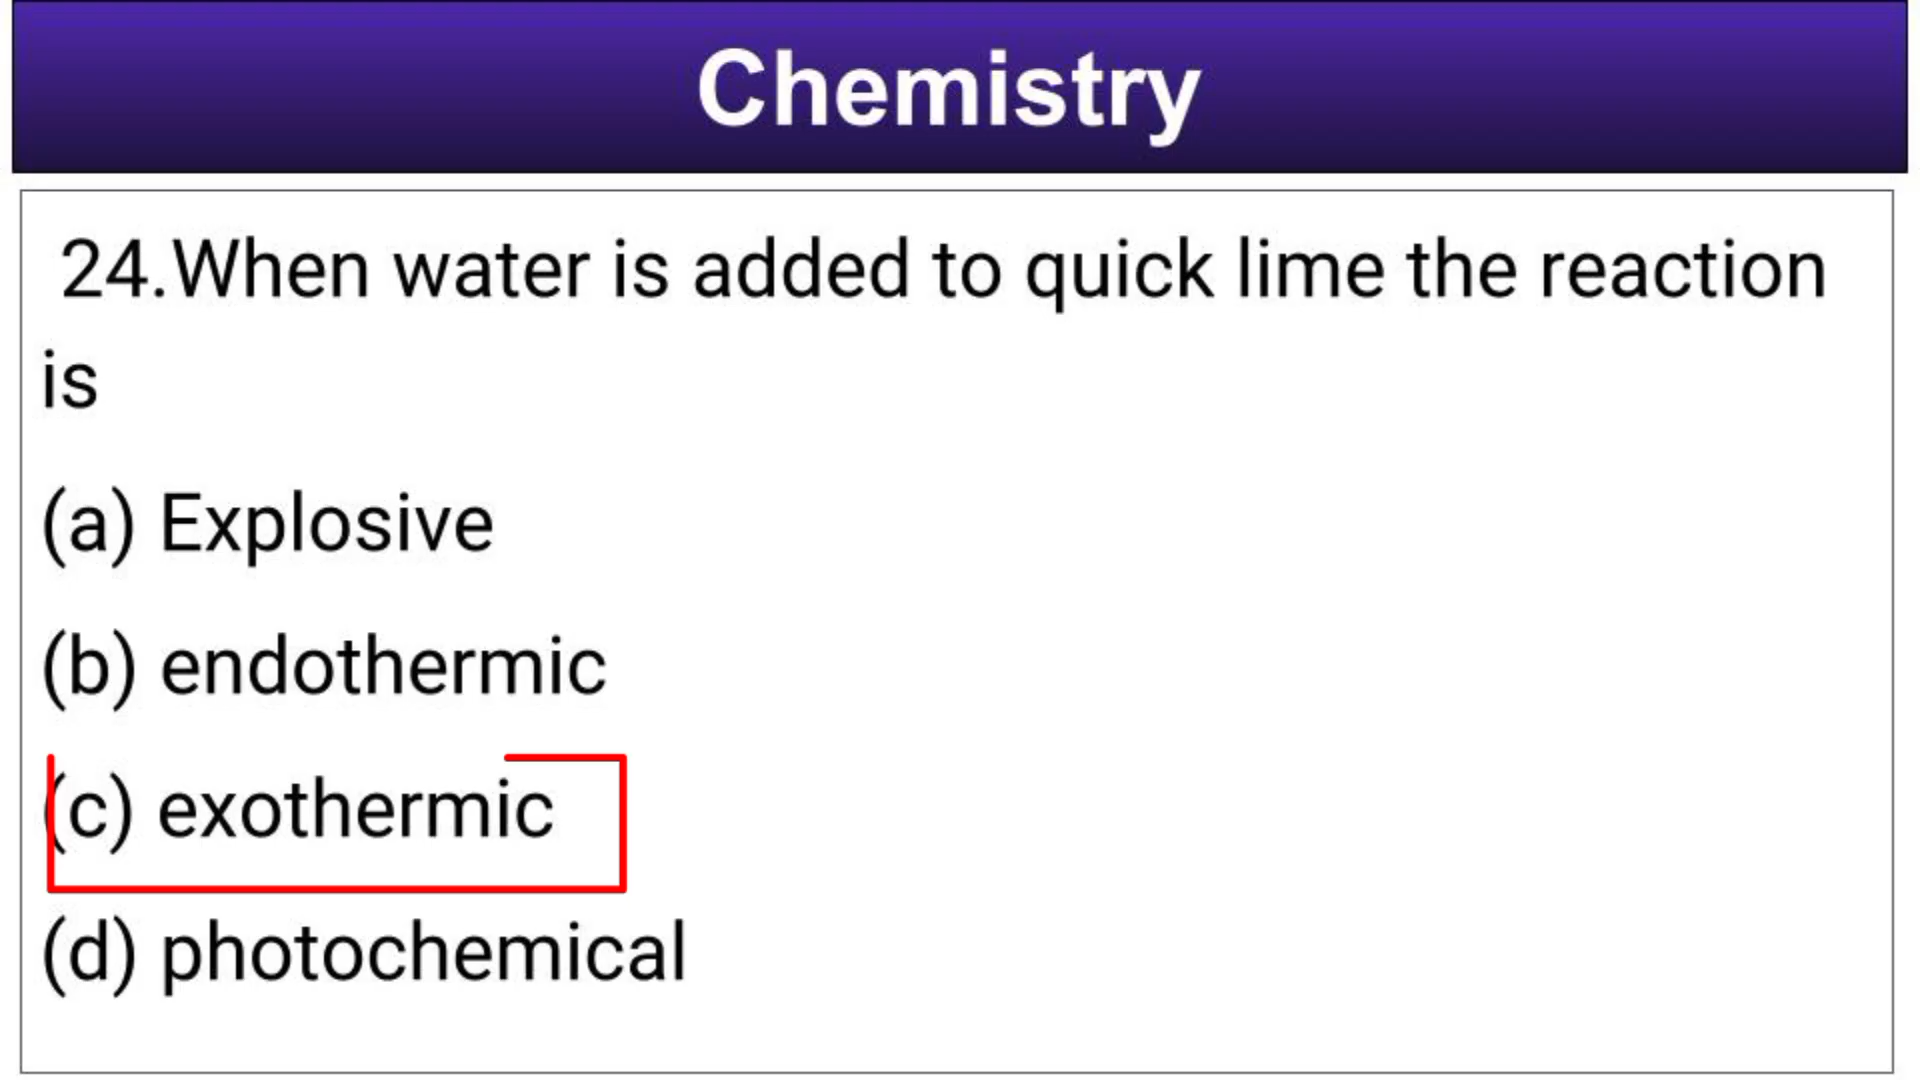 Chemistry
24.When water is added to quick lime the reaction
is
(a) Explosive
(b) endothermic
(c) exothermic
(d) photochemical